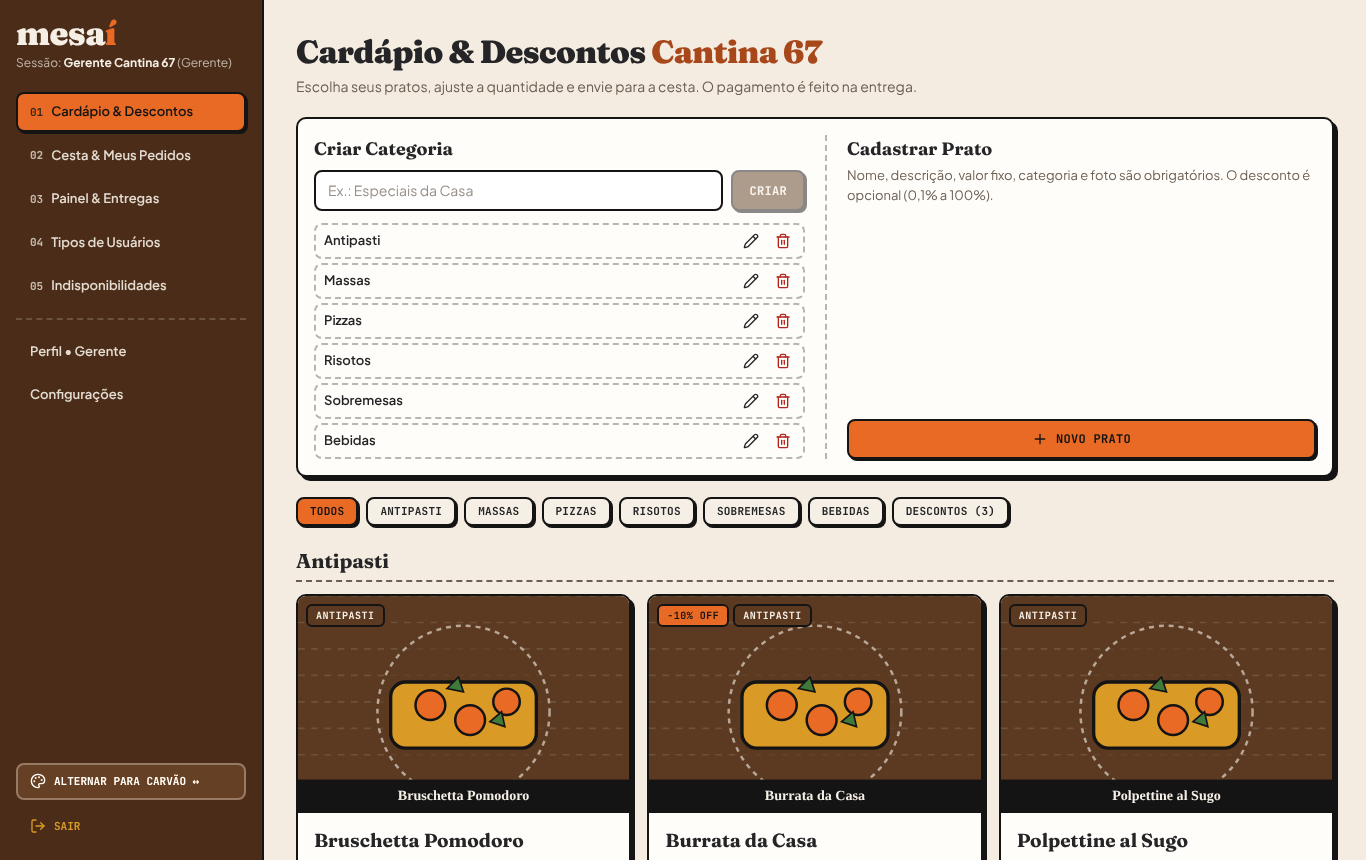 mesaí
Sessão: Gerente Cantina 67 (Gerente)
01 Cardápio & Descontos
02 Cesta & Meus Pedidos
03 Painel & Entregas
04 Tipos de Usuários
05 Indisponibilidades
Perfil • Gerente
Configurações
ALTERNAR PARA CARVÃO ↔
SAIR
Cardápio & Descontos Cantina 67
Escolha seus pratos, ajuste a quantidade e envie para a cesta. O pagamento é feito na entrega.
Criar Categoria
Ex.: Especiais da Casa
CRIAR
Antipasti
Massas
Pizzas
Risotos
Sobremesas
Bebidas
Cadastrar Prato
Nome, descrição, valor fixo, categoria e foto são obrigatórios. O desconto é
opcional (0,1% a 100%).
+ NOVO PRATO
TODOS ANTIPASTI MASSAS PIZZAS RISOTOS SOBREMESAS BEBIDAS DESCONTOS (3)
Antipasti
ANTIPASTI
Bruschetta Pomodoro
Bruschetta Pomodoro
-10% OFF ANTIPASTI
Burrata da Casa
Burrata da Casa
ANTIPASTI
Polpettine al Sugo
Polpettine al Sugo